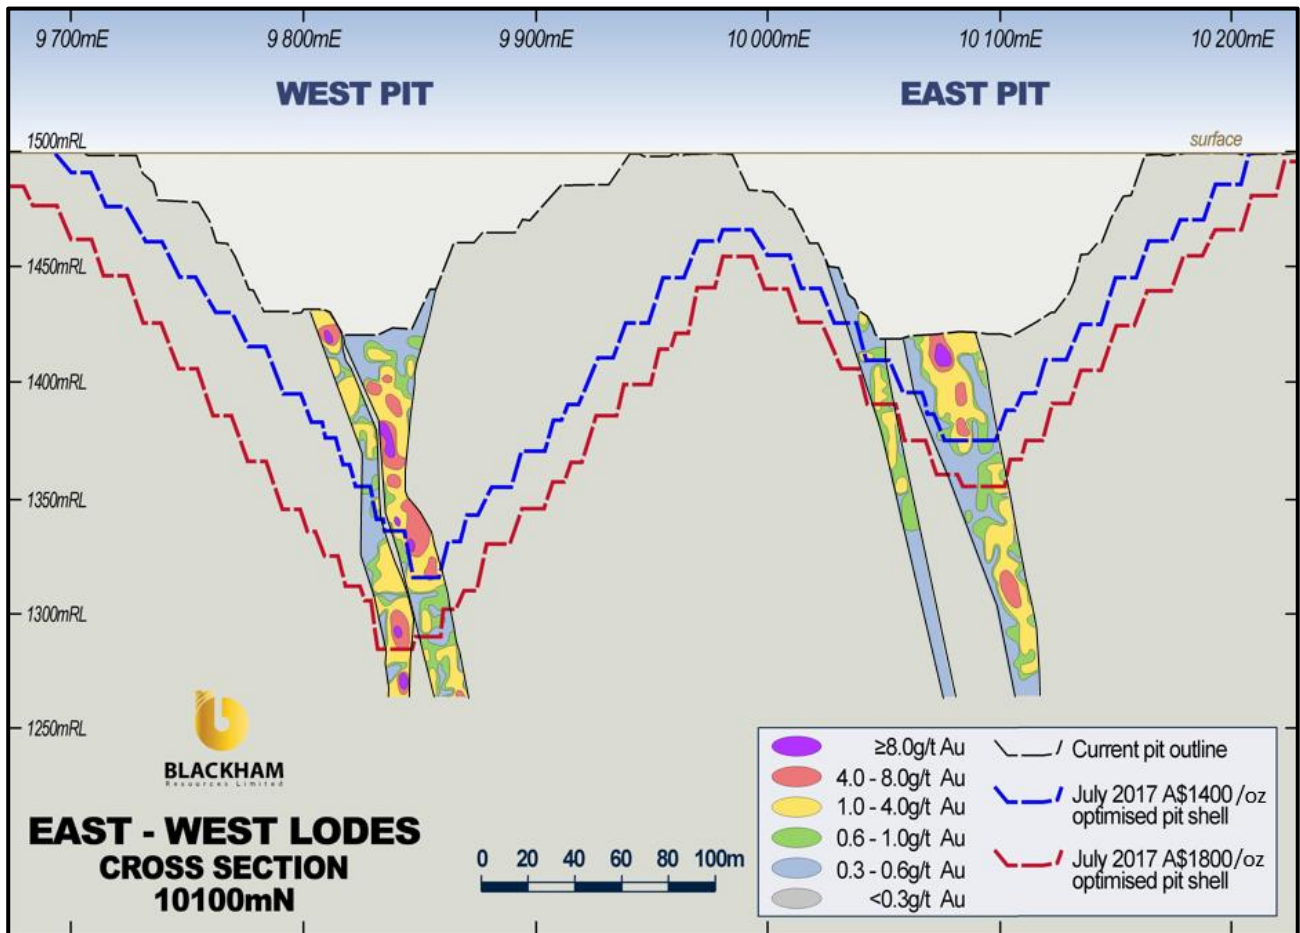 9 700mE 9 800mE 9 900mE 10 000mE 10 100mE 10 200mE
WEST PIT EAST PIT
1500mRL
surface
1450mRL
1400mRL
1350mRL
1300mRL
1250mRL
BLACKHAM
Resources Limited
EAST - WEST LODES
CROSS SECTION
10100mN
0 20 40 60 80 100m
≥8.0g/t Au
4.0 - 8.0g/t Au
1.0 - 4.0g/t Au
0.6 - 1.0g/t Au
0.3 - 0.6g/t Au
<0.3g/t Au
Current pit outline
July 2017 A$1400/oz
optimised pit shell
July 2017 A$1800/oz
optimised pit shell